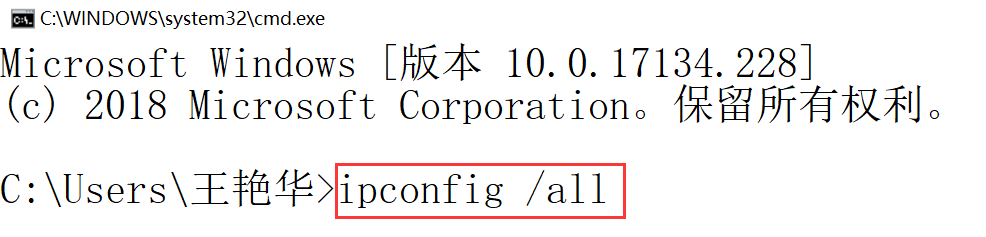 C:\WINDOWS\system32\cmd.exe
Microsoft Windows [版本 10.0.17134.228]
(c) 2018 Microsoft Corporation。保留所有权利。
C:\Users\王艳华>ipconfig /all